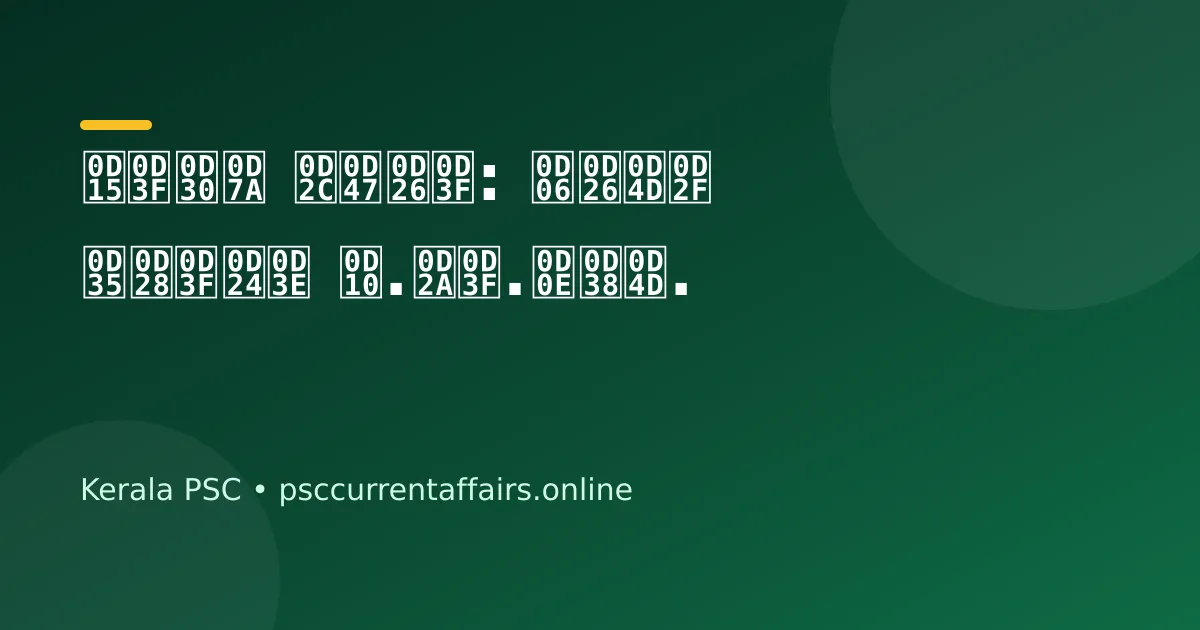 കിരൺ ബേദി: ആദ്യ
വനിതാ ഐ.പി.എസ്.
Kerala PSC • psccurrentaffairs.online